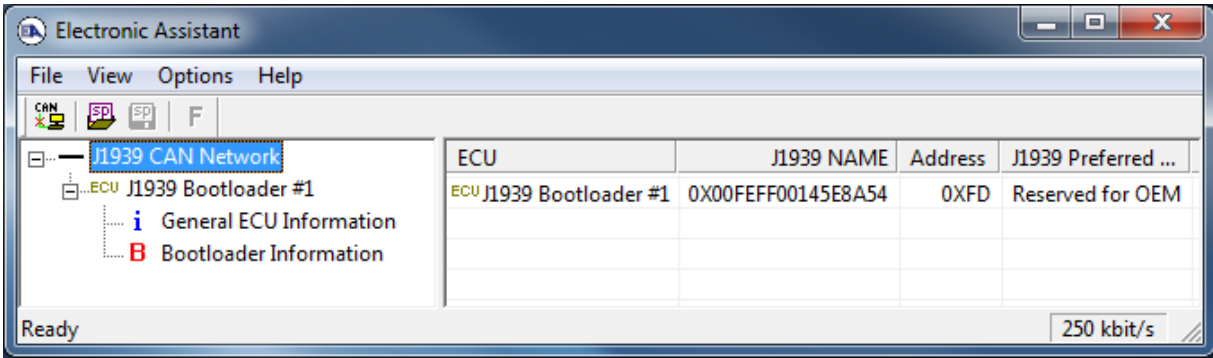 EA Electronic Assistant
File View Options Help
CAN SP SP F
J1939 CAN Network
ECU J1939 Bootloader #1
i General ECU Information
B Bootloader Information
ECU J1939 NAME Address J1939 Preferred ...
ECU J1939 Bootloader #1 0X00FEFF00145E8A54 0XFD Reserved for OEM
Ready 250 kbit/s